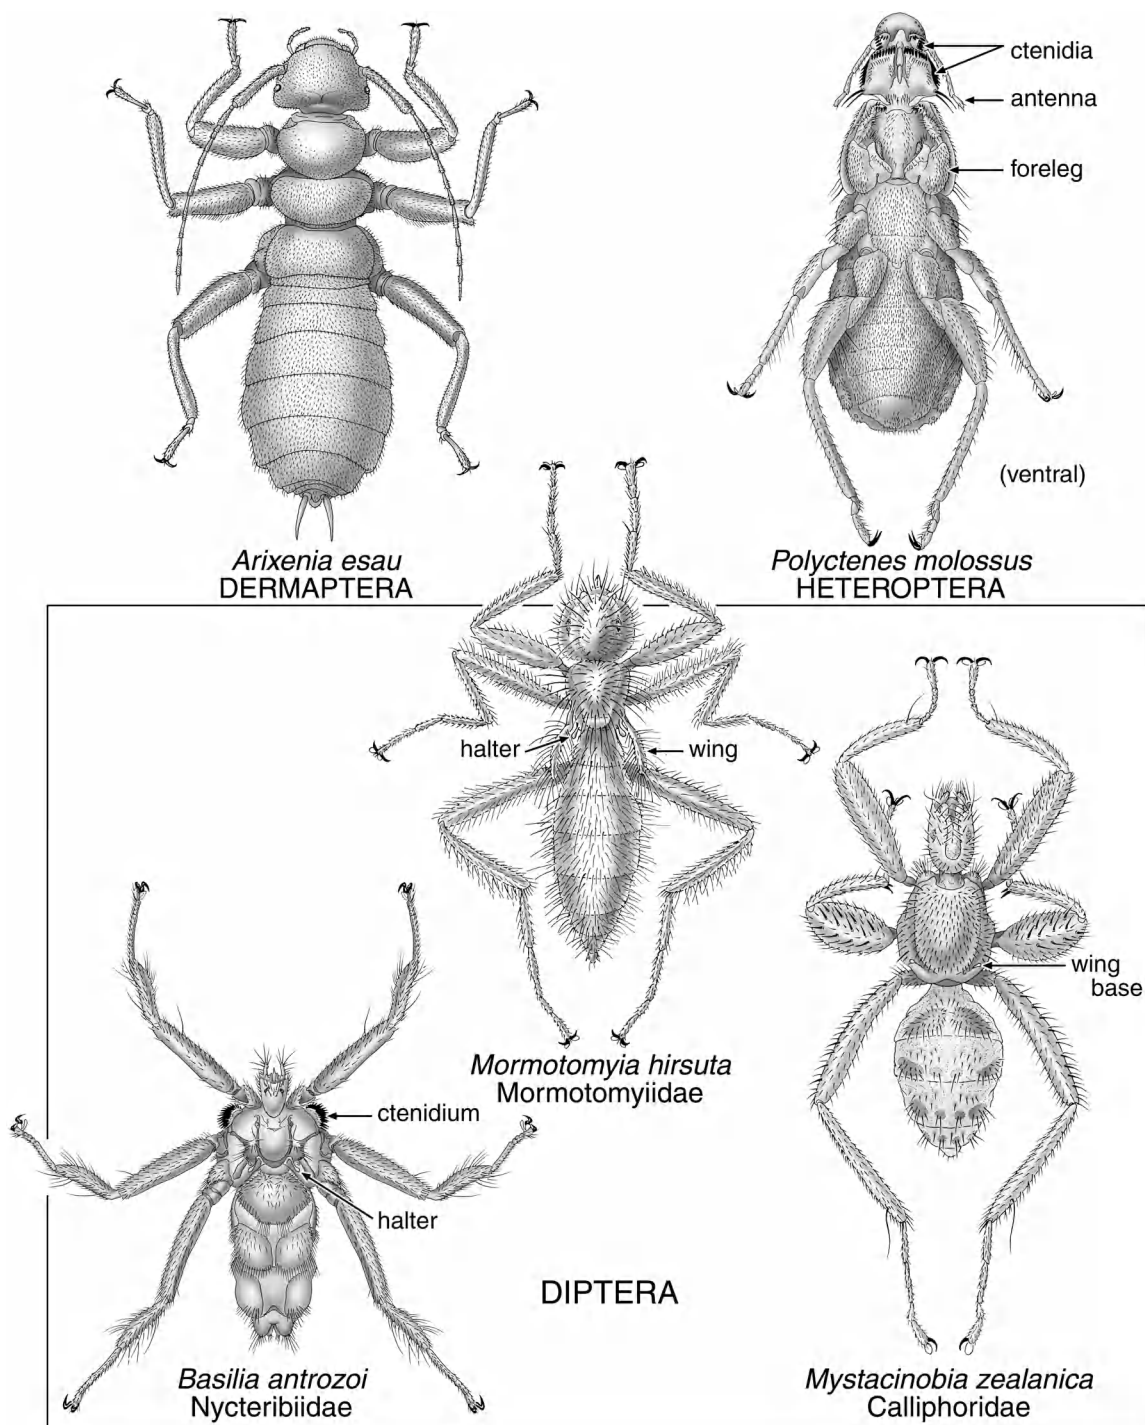 ctenidia
antenna
foreleg
(ventral)
Arixenia esau
DERMAPTERA
Polyctenes molossus
HETEROPTERA
halter
wing
wing
base
Mormotomyia hirsuta
Mormotomyiidae
ctenidium
halter
DIPTERA
Basilia antrozoi
Nycteribiidae
Mystacinobia zealanica
Calliphoridae